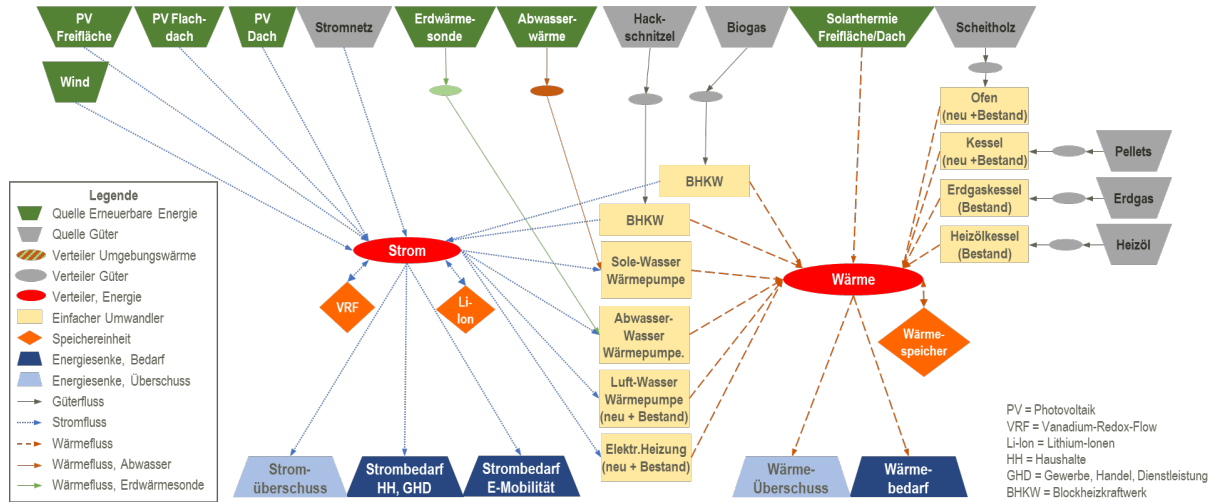 PV
Freifläche
PV Flach-
dach
PV
Dach
Stromnetz
Erdwärme-
sonde
Abwasser-
wärme
Hack-
schnitzel
Biogas
Solarthermie
Freifläche/Dach
Scheitholz
Wind
Ofen
(neu +Bestand)
Kessel
(neu +Bestand)
Pellets
Erdgaskessel
(Bestand)
Erdgas
Heizölkessel
(Bestand)
Heizöl
BHKW
BHKW
Strom
Sole-Wasser
Wärmepumpe
Wärme
VRF
Li-
Ion
Abwasser-
Wasser
Wärmepumpe.
Wärme-
speicher
Luft-Wasser
Wärmepumpe
(neu + Bestand)
Elektr.Heizung
(neu + Bestand)
Strom-
überschuss
Strombedarf
HH, GHD
Strombedarf
E-Mobilität
Wärme-
Überschuss
Wärme-
bedarf
Legende
Quelle Erneuerbare Energie
Quelle Güter
Verteiler Umgebungswärme
Verteiler Güter
Verteiler, Energie
Einfacher Umwandler
Speichereinheit
Energiesenke, Bedarf
Energiesenke, Überschuss
Güterfluss
Stromfluss
Wärmefluss
Wärmefluss, Abwasser
Wärmefluss, Erdwärmesonde
PV = Photovoltaik
VRF = Vanadium-Redox-Flow
Li-Ion = Lithium-Ionen
HH = Haushalte
GHD = Gewerbe, Handel, Dienstleistung
BHKW = Blockheizkraftwerk